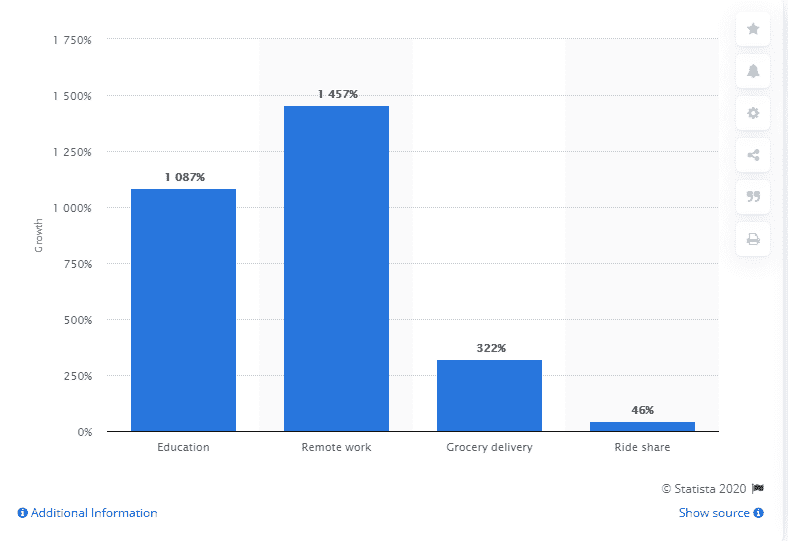 1 750%
1 500%
1 250%
1 000%
750%
500%
250%
0%
Growth
1 087%
1 457%
322%
46%
Education
Remote work
Grocery delivery
Ride share
© Statista 2020
Additional Information
Show source